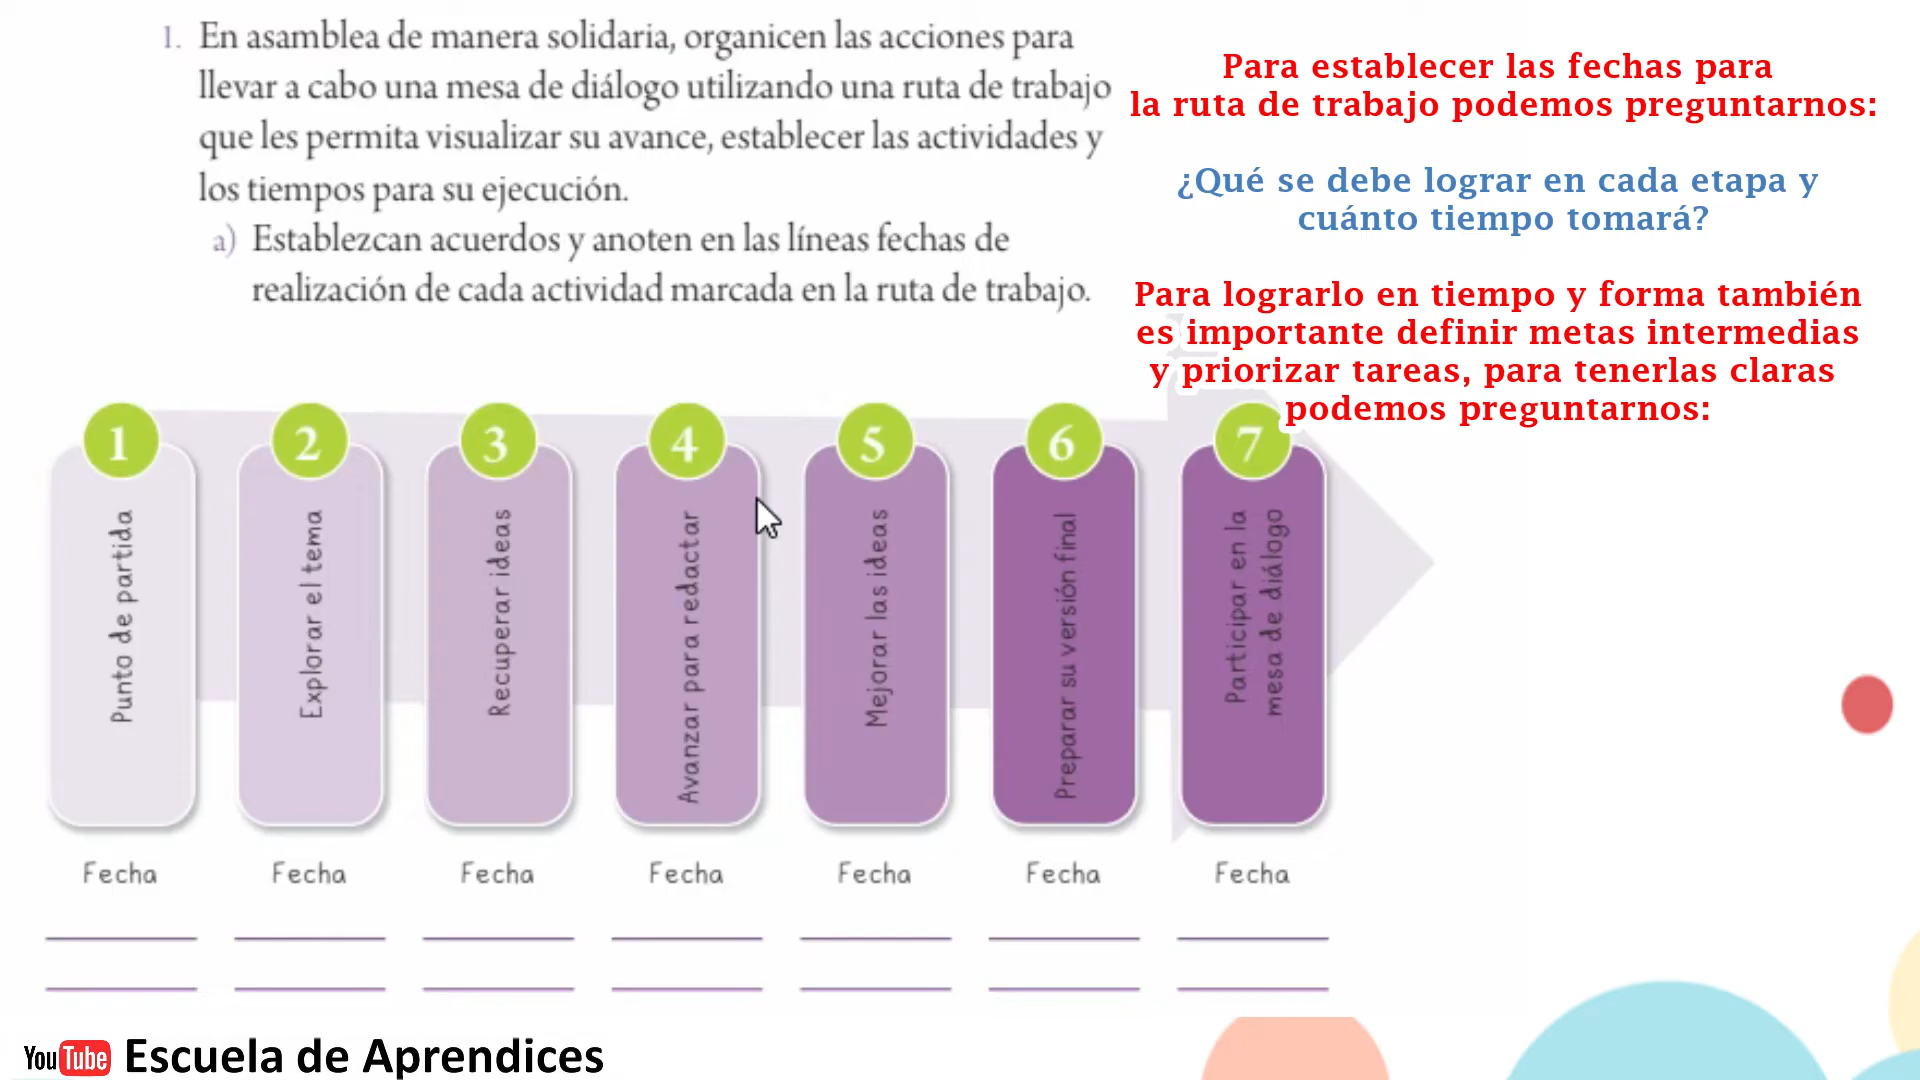 1. En asamblea de manera solidaria, organicen las acciones para
llevar a cabo una mesa de diálogo utilizando una ruta de trabajo
que les permita visualizar su avance, establecer las actividades y
los tiempos para su ejecución.
a) Establezcan acuerdos y anoten en las líneas fechas de
realización de cada actividad marcada en la ruta de trabajo.
Para establecer las fechas para
la ruta de trabajo podemos preguntarnos:
¿Qué se debe lograr en cada etapa y
cuánto tiempo tomará?
Para lograrlo en tiempo y forma también
es importante definir metas intermedias
y priorizar tareas, para tenerlas claras
podemos preguntarnos:
1
Punto de partida
Fecha
2
Explorar el tema
Fecha
3
Recuperar ideas
Fecha
4
Avanzar para redactar
Fecha
5
Mejorar las ideas
Fecha
6
Preparar su versión final
Fecha
7
Participar en la
mesa de diálogo
Fecha
YouTube Escuela de Aprendices